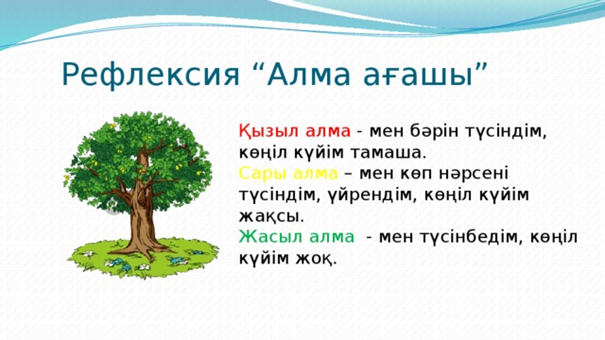 Рефлексия “Алма ағашы”
Қызыл алма - мен бәрін түсіндім,
көңіл күйім тамаша.
Сары алма – мен көп нәрсені
түсіндім, үйрендім, көңіл күйім
жақсы.
Жасыл алма - мен түсінбедім, көңіл
күйім жоқ.